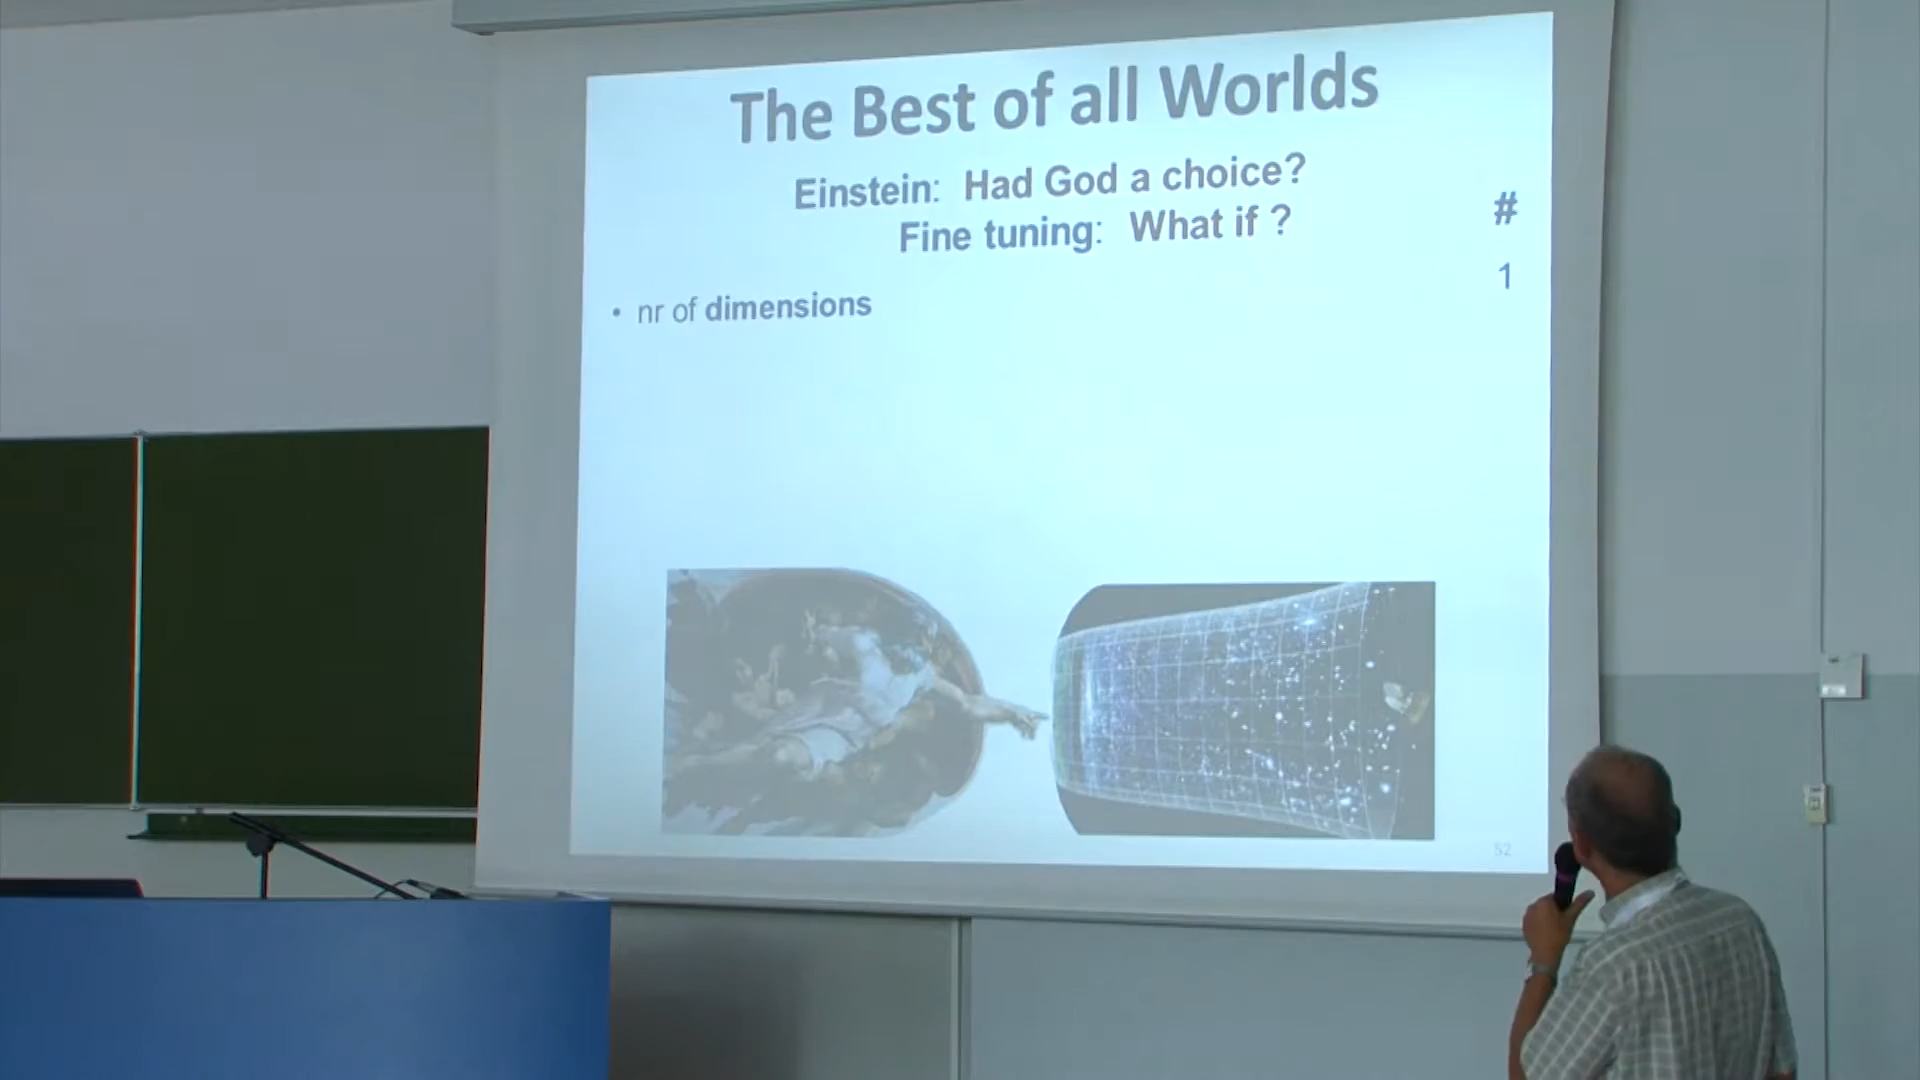 The Best of all Worlds
Einstein: Had God a choice?
Fine tuning: What if ?
#
1
• nr of dimensions
52